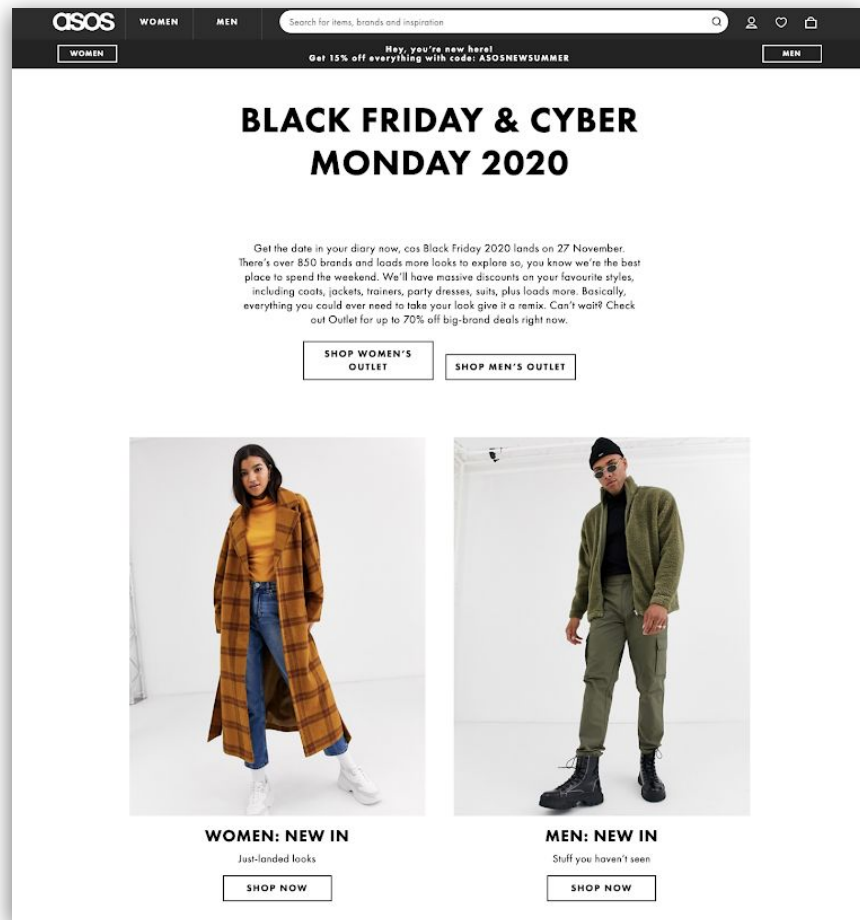 asos WOMEN MEN Search for items, brands and inspiration
WOMEN
Hey, you're new here!
Get 15% off everything with code: ASOSNEWSUMMER
MEN
BLACK FRIDAY & CYBER
MONDAY 2020
Get the date in your diary now, cos Black Friday 2020 lands on 27 November.
There's over 850 brands and loads more looks to explore so, you know we're the best
place to spend the weekend. We'll have massive discounts on your favourite styles,
including coats, jackets, trainers, party dresses, suits, plus loads more. Basically,
everything you could ever need to take your look give it a remix. Can't wait? Check
out Outlet for up to 70% off big-brand deals right now.
SHOP WOMEN'S
OUTLET
SHOP MEN'S OUTLET
WOMEN: NEW IN
Just-landed looks
SHOP NOW
MEN: NEW IN
Stuff you haven't seen
SHOP NOW